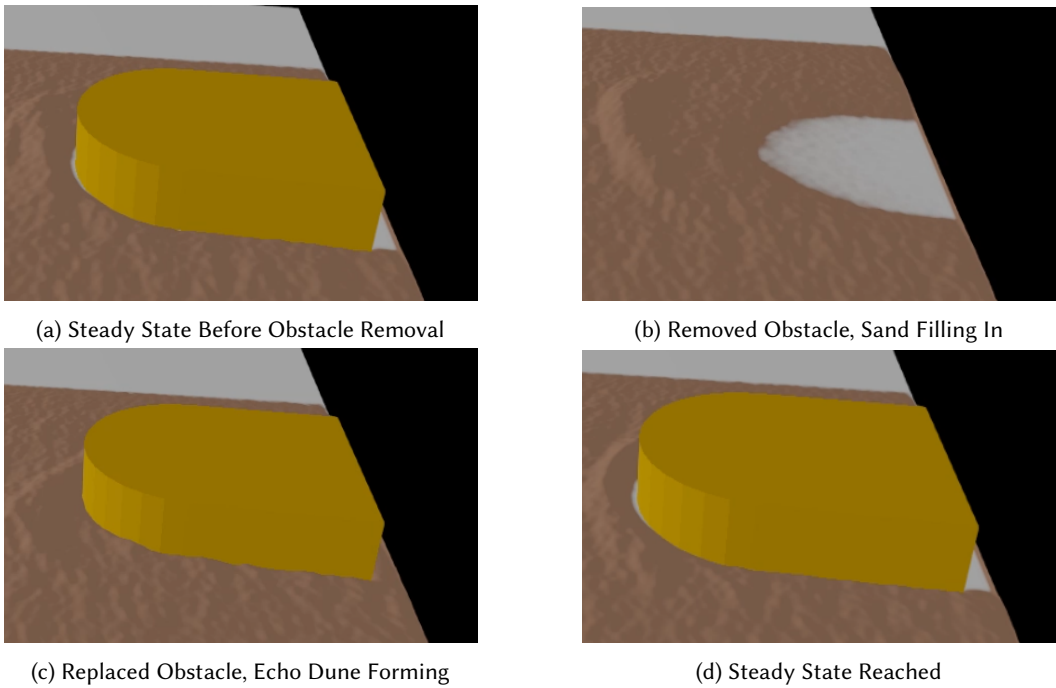 (a) Steady State Before Obstacle Removal
(b) Removed Obstacle, Sand Filling In
(c) Replaced Obstacle, Echo Dune Forming
(d) Steady State Reached